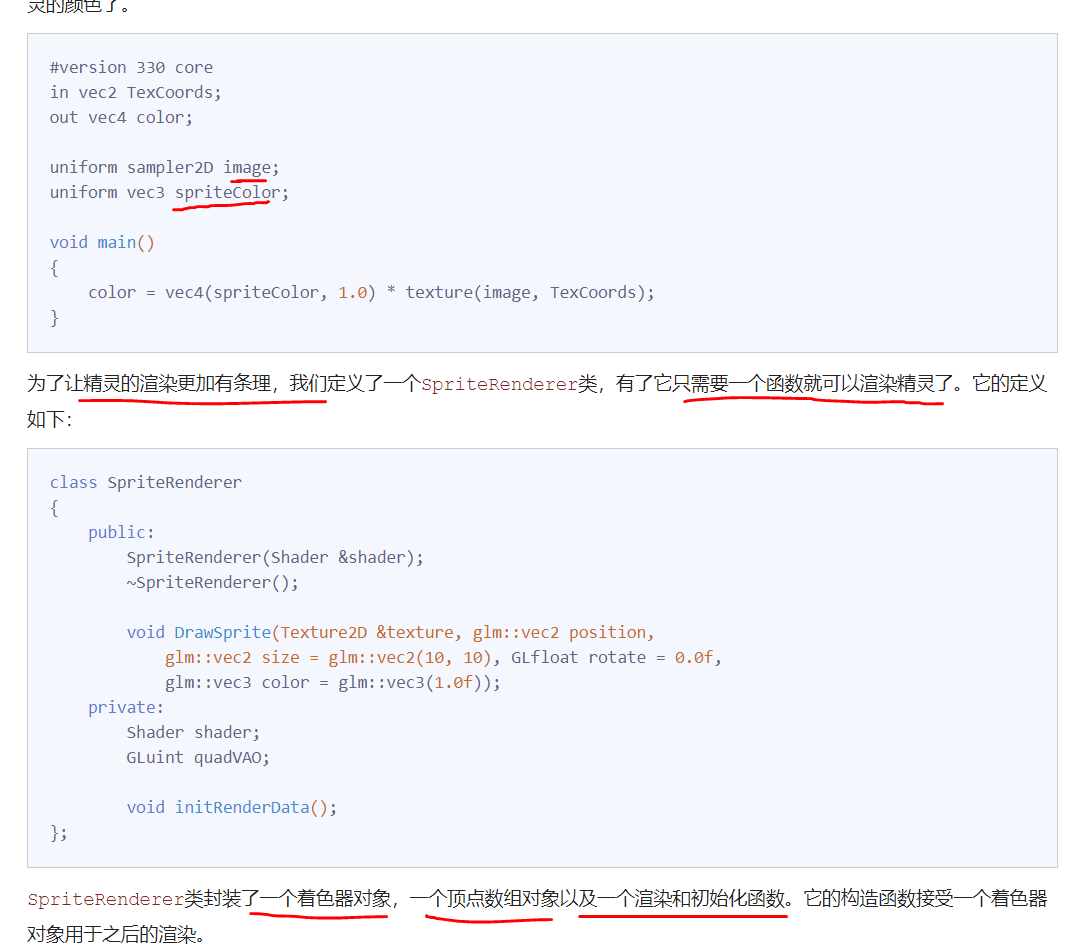 灵的颜色了。
#version 330 core
in vec2 TexCoords;
out vec4 color;
uniform sampler2D image;
uniform vec3 spriteColor;
void main()
{
    color = vec4(spriteColor, 1.0) * texture(image, TexCoords);
}
为了让精灵的渲染更加有条理，我们定义了一个SpriteRenderer类，有了它只需要一个函数就可以渲染精灵了。它的定义
如下：
class SpriteRenderer
{
    public:
        SpriteRenderer(Shader &shader);
        ~SpriteRenderer();
        void DrawSprite(Texture2D &texture, glm::vec2 position,
            glm::vec2 size = glm::vec2(10, 10), GLfloat rotate = 0.0f,
            glm::vec3 color = glm::vec3(1.0f));
    private:
        Shader shader;
        GLuint quadVAO;
        void initRenderData();
};
SpriteRenderer类封装了一个着色器对象，一个顶点数组对象以及一个渲染和初始化函数。它的构造函数接受一个着色器
对象用于之后的渲染。